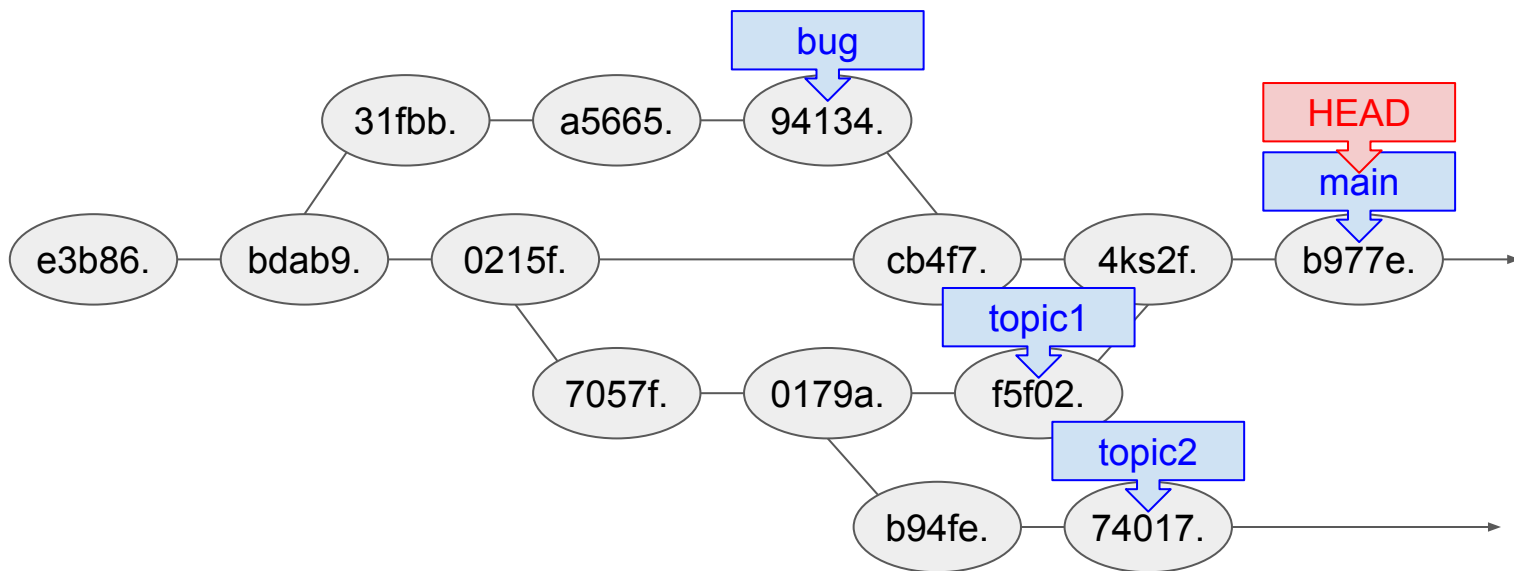 bug
31fbb.
a5665.
94134.
HEAD
main
e3b86.
bdab9.
0215f.
cb4f7.
4ks2f.
b977e.
topic1
7057f.
0179a.
f5f02.
topic2
b94fe.
74017.